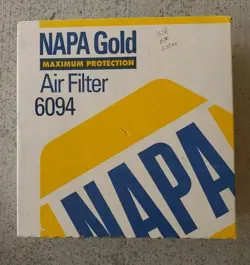 NAPA Gold
MAXIMUM PROTECTION
Air Filter
6094
NAPA